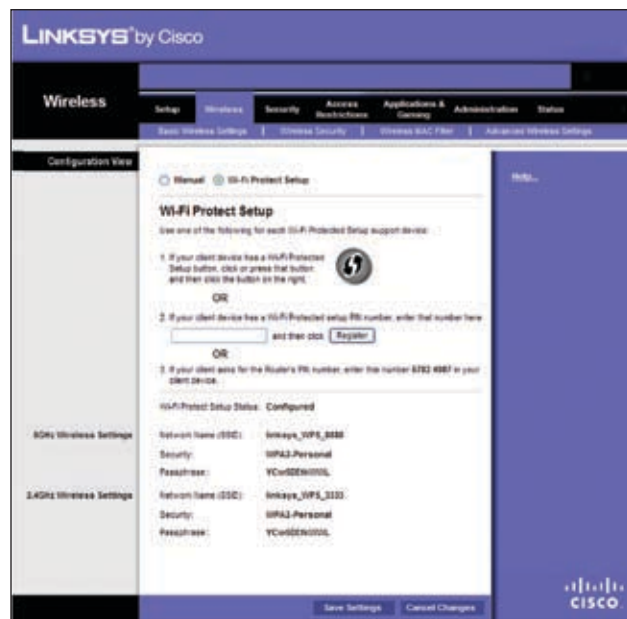 LINKSYS® by Cisco
Wireless
Setup Wireless Security Access Restrictions Applications & Gaming Administration Status
Basic Wireless Settings | Wireless Security | Wireless MAC Filter | Advanced Wireless Settings
Configuration View
Manual Wi-Fi Protect Setup
Help...
Wi-Fi Protect Setup
Use one of the following for each Wi-Fi Protected Setup support device:
1. If your client device has a Wi-Fi Protected
Setup button, click or press that button
and then click the button on the right.
OR
2. If your client device has a Wi-Fi Protected setup PIN number, enter that number here
and then click Register
OR
3. If your client asks for the Router's PIN number, enter this number in your
client device.
Wi-Fi Protect Setup Status: Configured
5GHz Wireless Settings
Network Name (SSID):
Security: WPA2-Personal
Passphrase:
2.4GHz Wireless Settings
Network Name (SSID):
Security: WPA2-Personal
Passphrase:
Save Settings Cancel Changes
CISCO.